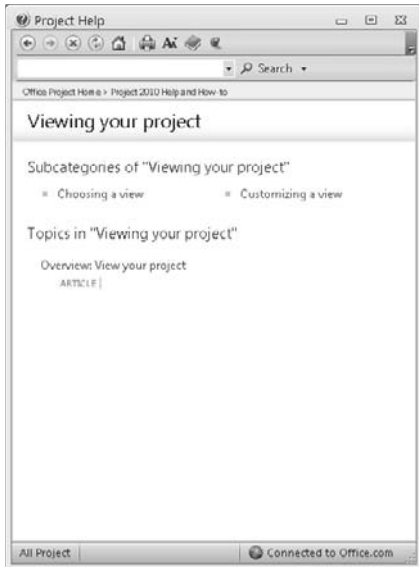 Project Help
Search
Office Project Home > Project 2010 Help and How-to
Viewing your project
Subcategories of "Viewing your project"
Choosing a view Customizing a view
Topics in "Viewing your project"
Overview: View your project
ARTICLE |
All Project Connected to Office.com